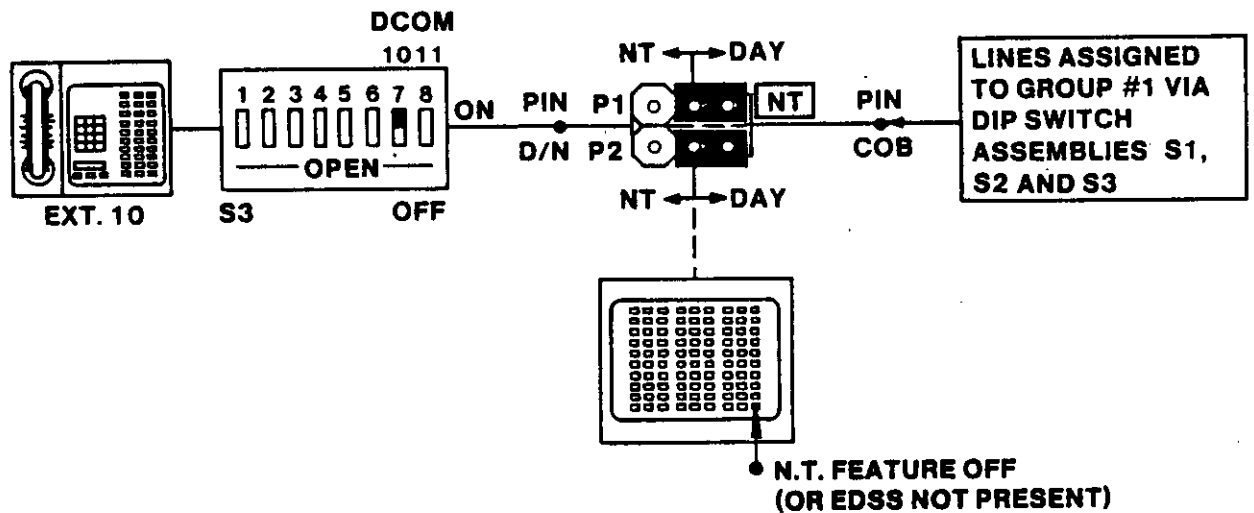 DCOM
1011
1 2 3 4 5 6 7 8
OPEN
S3 OFF
EXT. 10
ON
PIN
D/N
NT DAY
P1
P2
NT
NT DAY
PIN
COB
LINES ASSIGNED
TO GROUP #1 VIA
DIP SWITCH
ASSEMBLIES S1,
S2 AND S3
N.T. FEATURE OFF
(OR EDSS NOT PRESENT)